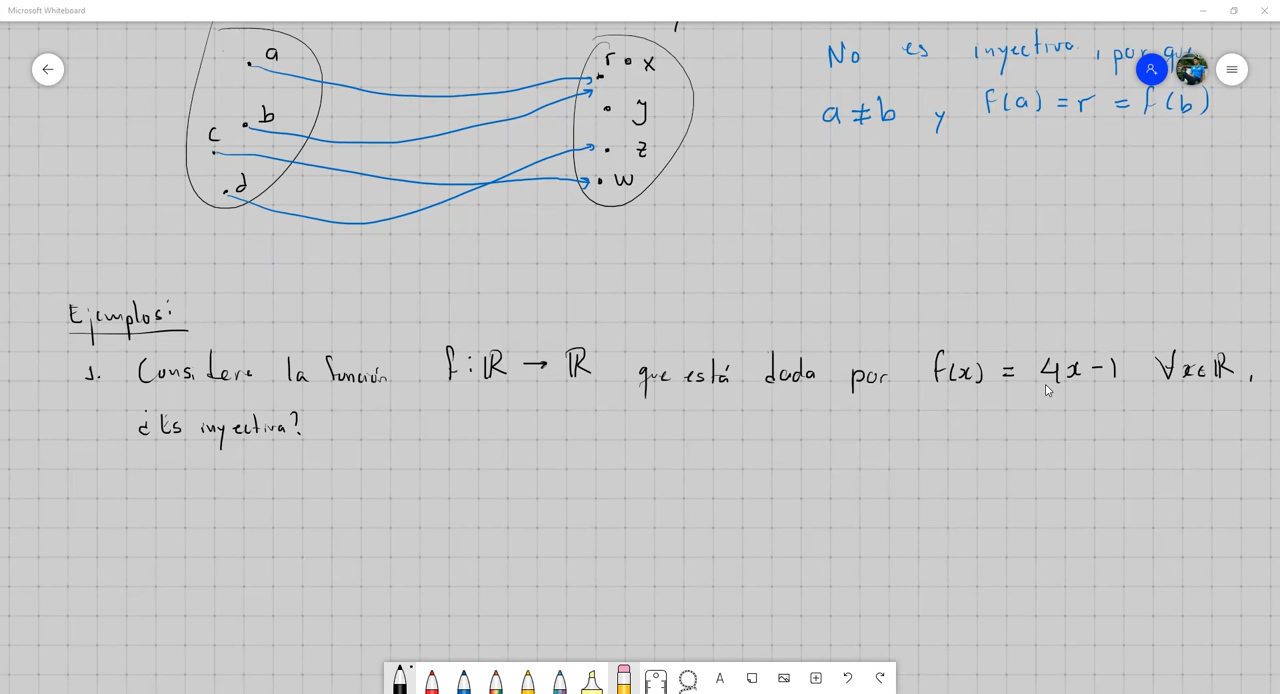 Microsoft Whiteboard
a
b
c
d
r x
y
z
w
No es inyectiva, porque
a ≠ b y f(a) = r = f(b)
Ejemplos:
1. Considere la función f: ℝ → ℝ que está dada por f(x) = 4x - 1 ∀x∈ℝ,
¿Es inyectiva?
A